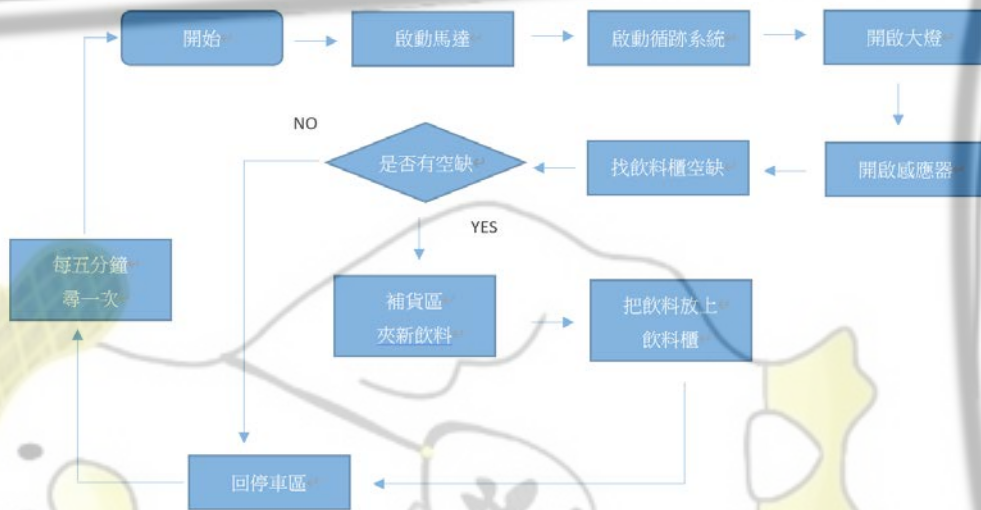 開始
啟動馬達
啟動循跡系統
開啟大燈
NO
是否有空缺
找飲料櫃空缺
開啟感應器
YES
每五分鐘
尋一次
補貨區
夾新飲料
把飲料放上
飲料櫃
回停車區